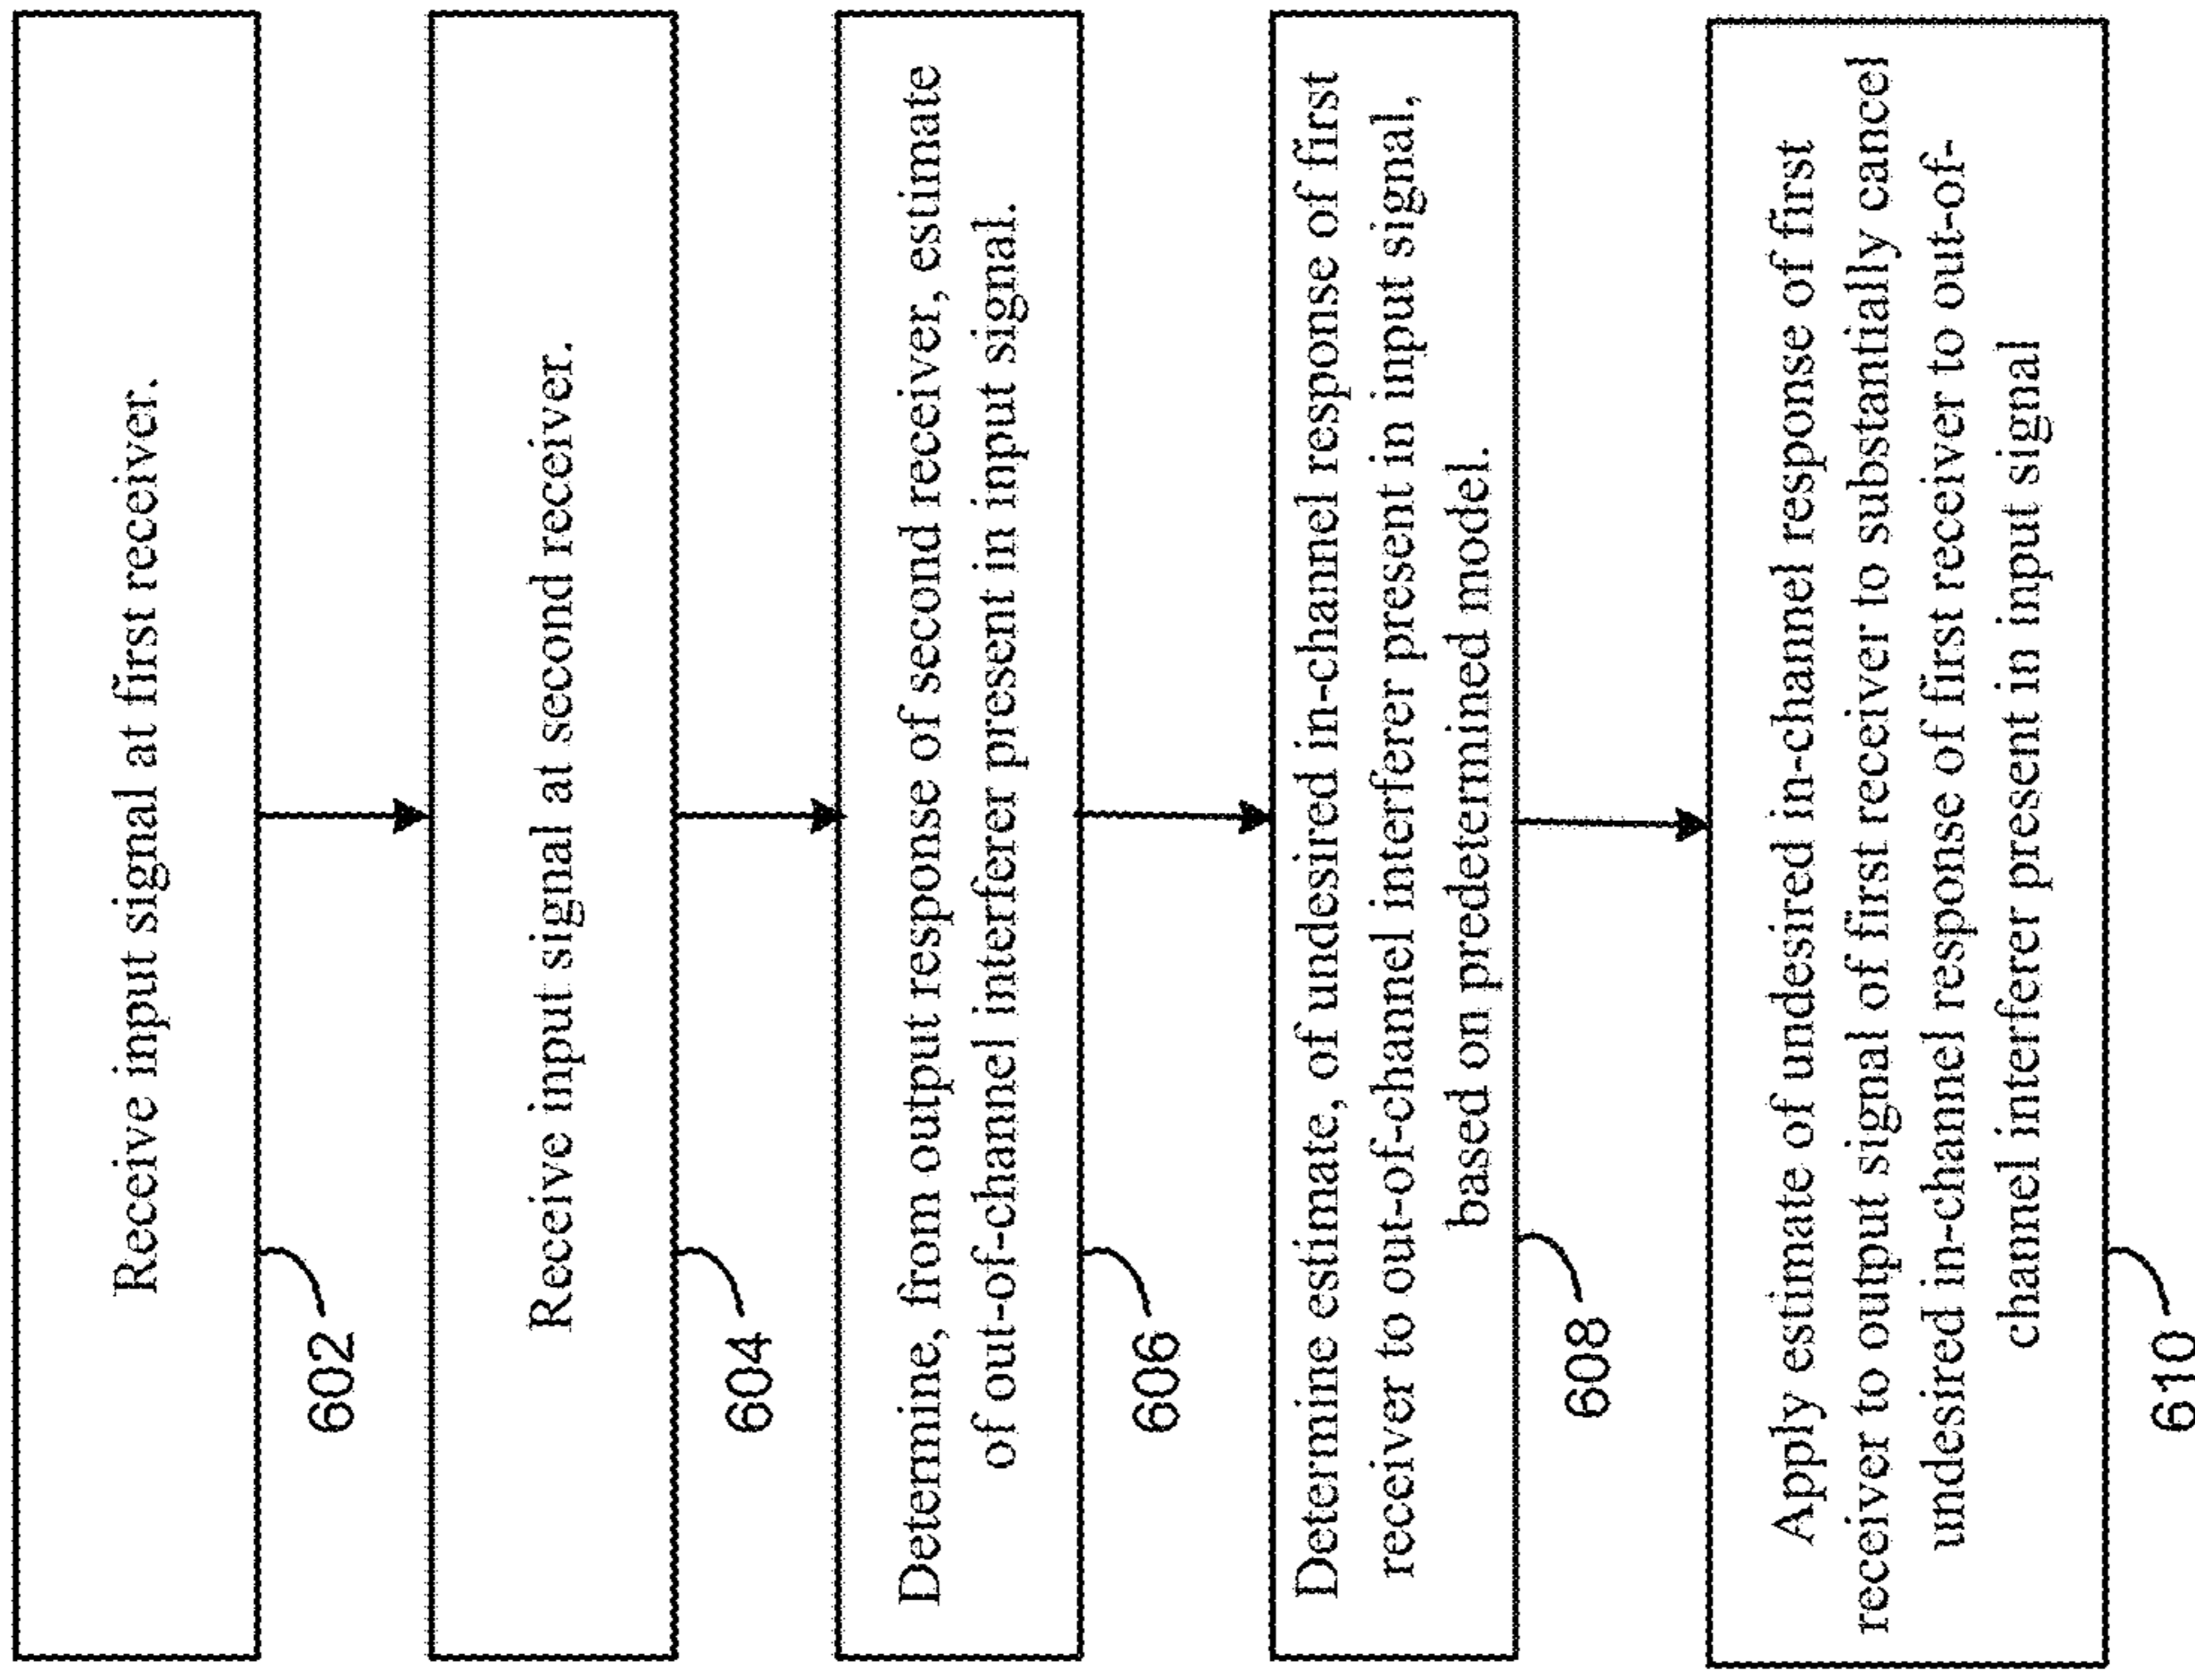 Receive input signal at first receiver.
602
Receive input signal at second receiver.
604
Determine, from output response of second receiver, estimate
of out-of-channel interferer present in input signal.
606
Determine estimate, of undesired in-channel response of first
receiver to out-of-channel interferer present in input signal,
based on predetermined model.
608
Apply estimate of undesired in-channel response of first
receiver to output signal of first receiver to substantially cancel
undesired in-channel response of first receiver to out-of-
channel interferer present in input signal
610